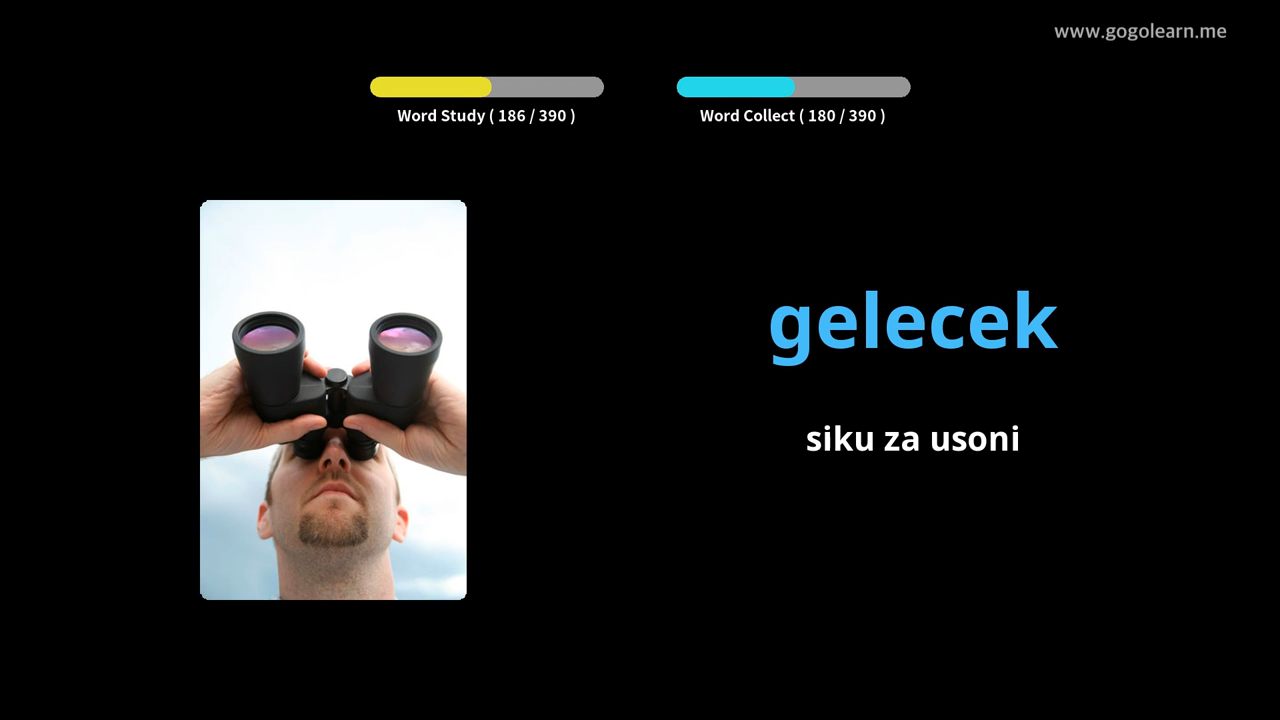 www.gogolearn.me
Word Study ( 186 / 390 )
Word Collect ( 180 / 390 )
gelecek
siku za usoni